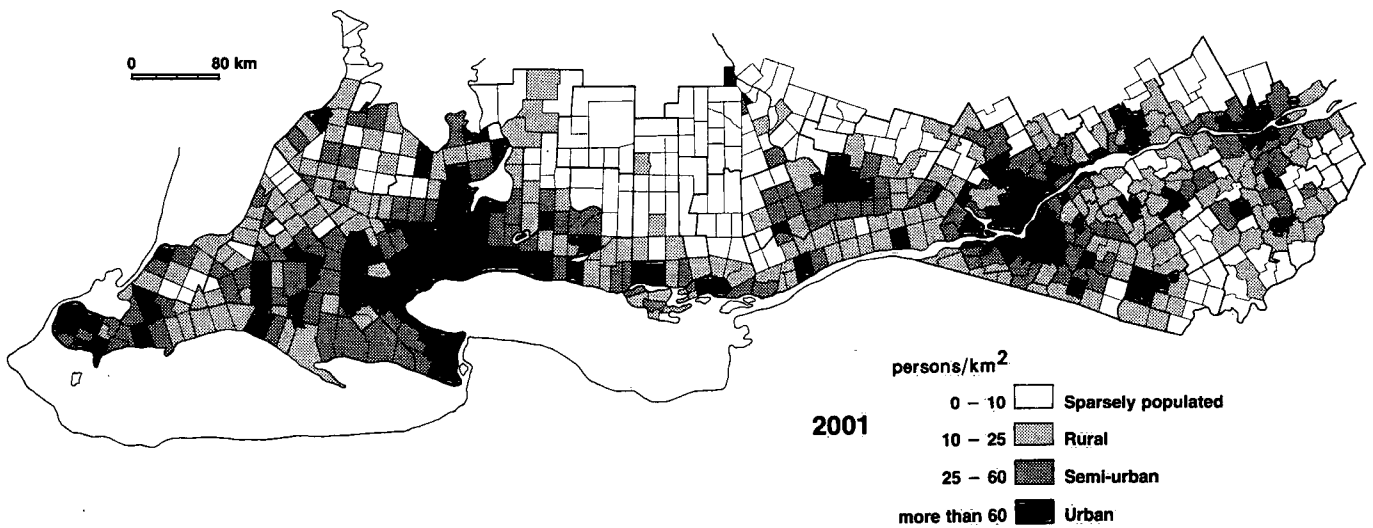 0 80 km
persons/km²
0 – 10 Sparsely populated
2001
10 – 25 Rural
25 – 60 Semi-urban
more than 60 Urban